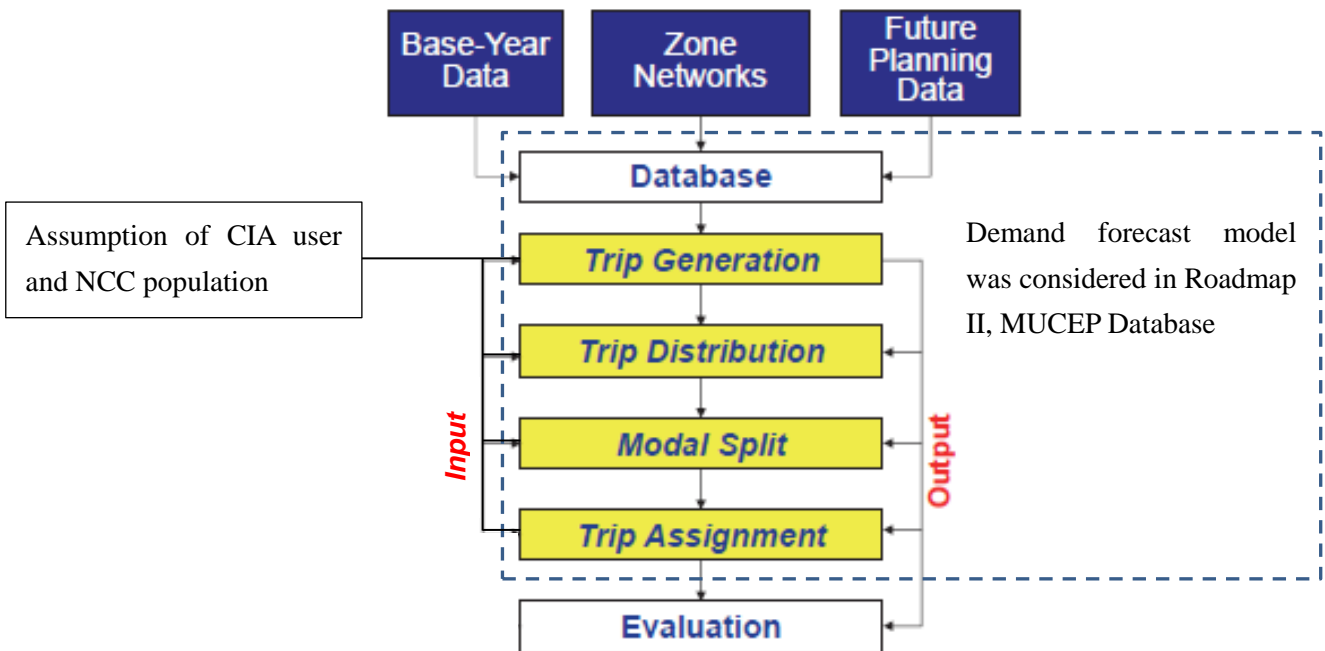 Base-Year
Data
Zone
Networks
Future
Planning
Data
Database
Assumption of CIA user
and NCC population
Trip Generation
Demand forecast model
was considered in Roadmap
II, MUCEP Database
Trip Distribution
Input
Modal Split
Output
Trip Assignment
Evaluation